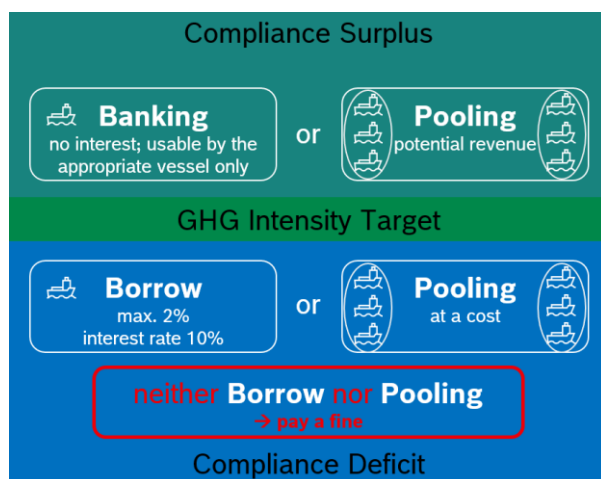 Compliance Surplus
Banking
no interest; usable by the
appropriate vessel only
or
Pooling
potential revenue
GHG Intensity Target
Borrow
max. 2%
interest rate 10%
or
Pooling
at a cost
neither Borrow nor Pooling
→ pay a fine
Compliance Deficit